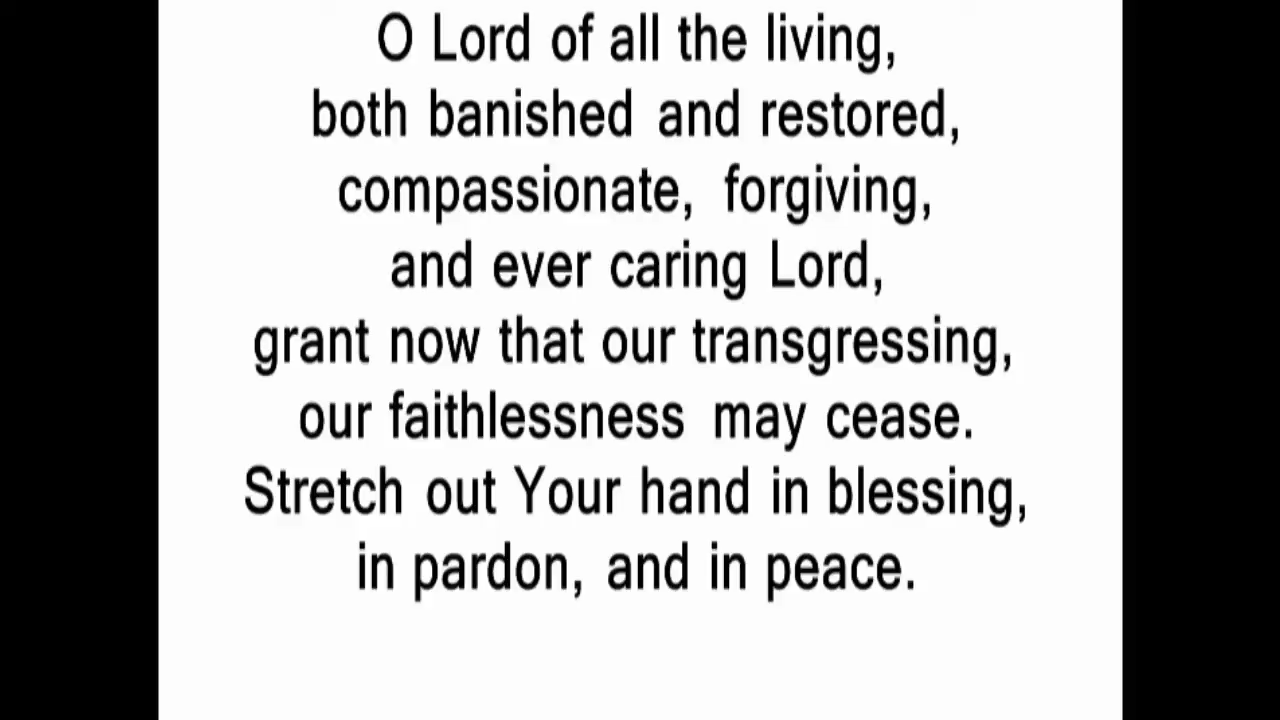 O Lord of all the living,
both banished and restored,
compassionate, forgiving,
and ever caring Lord,
grant now that our transgressing,
our faithlessness may cease.
Stretch out Your hand in blessing,
in pardon, and in peace.